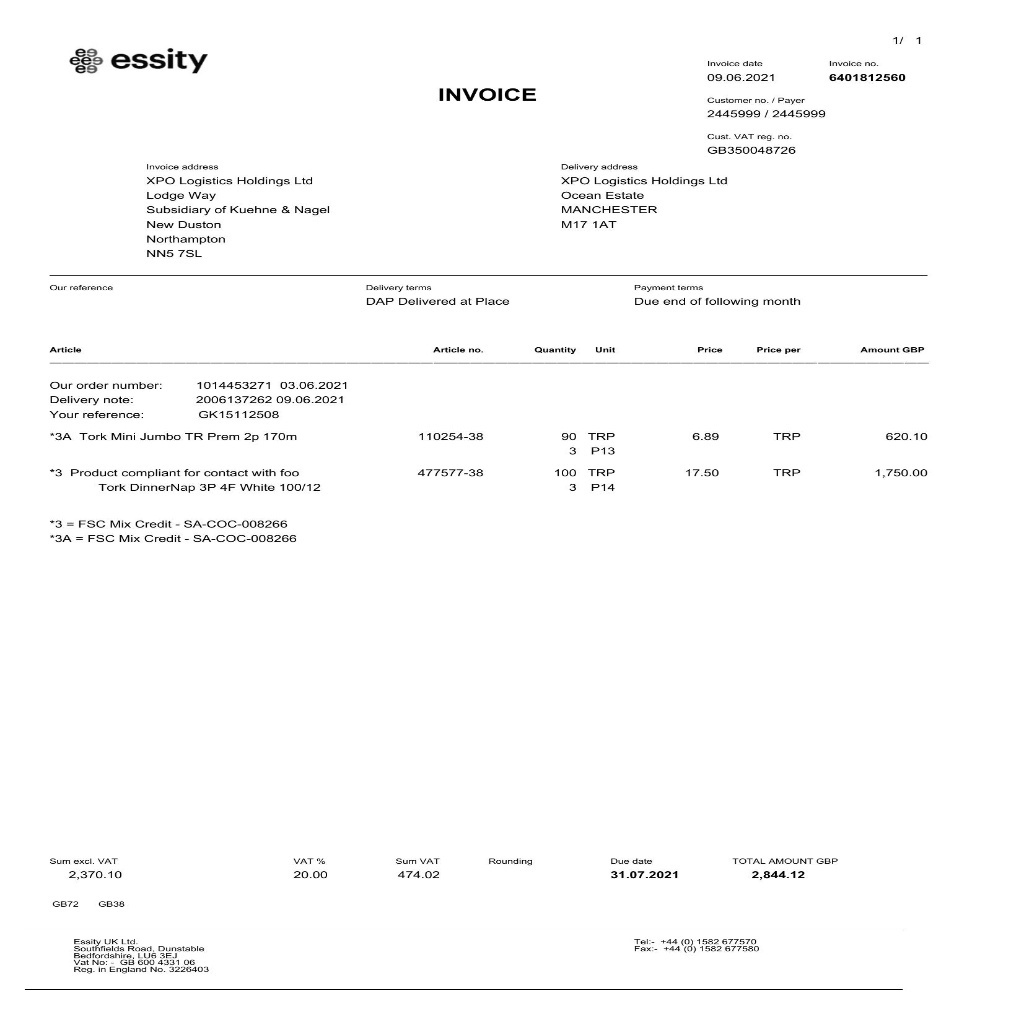 1/ 1
essity
INVOICE
Invoice date Invoice no.
09.06.2021 6401812560
Customer no. / Payer
2445999 / 2445999
Cust. VAT reg. no.
GB350048726
Invoice address
XPO Logistics Holdings Ltd
Lodge Way
Subsidiary of Kuehne & Nagel
New Duston
Northampton
NN5 7SL
Delivery address
XPO Logistics Holdings Ltd
Ocean Estate
MANCHESTER
M17 1AT
Our reference Delivery terms Payment terms
DAP Delivered at Place Due end of following month
Article Article no. Quantity Unit Price Price per Amount GBP
Our order number: 1014453271 03.06.2021
Delivery note: 2006137262 09.06.2021
Your reference: GK15112508
*3A Tork Mini Jumbo TR Prem 2p 170m 110254-38 90 TRP 6.89 TRP 620.10
3 P13
*3 Product compliant for contact with foo 477577-38 100 TRP 17.50 TRP 1,750.00
Tork DinnerNap 3P 4F White 100/12 3 P14
*3 = FSC Mix Credit - SA-COC-008266
*3A = FSC Mix Credit - SA-COC-008266
Sum excl. VAT VAT % Sum VAT Rounding Due date TOTAL AMOUNT GBP
2,370.10 20.00 474.02 31.07.2021 2,844.12
GB72 GB38
Essity UK Ltd.
Southfields Road, Dunstable
Bedfordshire, LU6 3EJ
Vat No: - GB 600 4331 06
Reg. in England No. 3226403
Tel:- +44 (0) 1582 677570
Fax:- +44 (0) 1582 677580